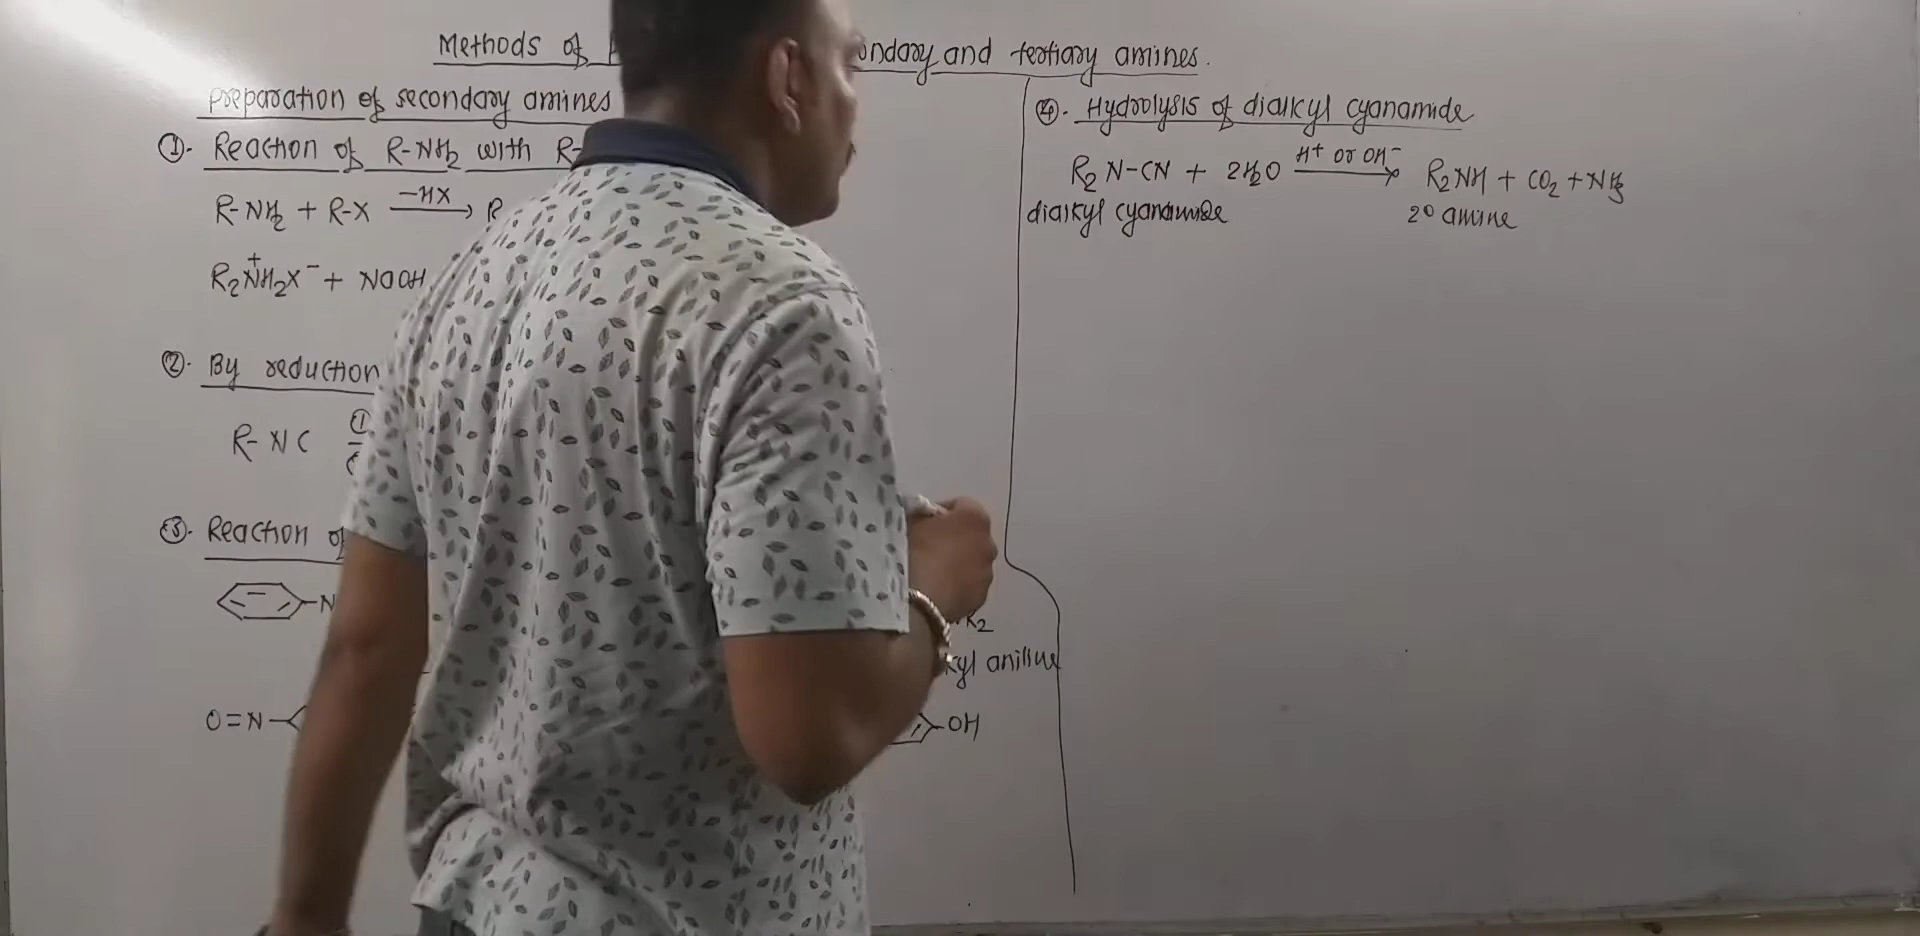 Methods of
ondary and tertiary amines.
preparation of secondary amines
①. Reaction of R-NH2 with R-
R-NH2 + R-X —HX→ R
R2N+H2X- + NaOH
②. By reduction
R-NC ①
③. Reaction of
-N
R2
kyl aniline
O=N-
-OH
④. Hydrolysis of dialkyl cyanamide
R2N-CN + 2H2O H+ or OH- → R2NH + CO2 + NH3
dialkyl cyanamide 2° amine